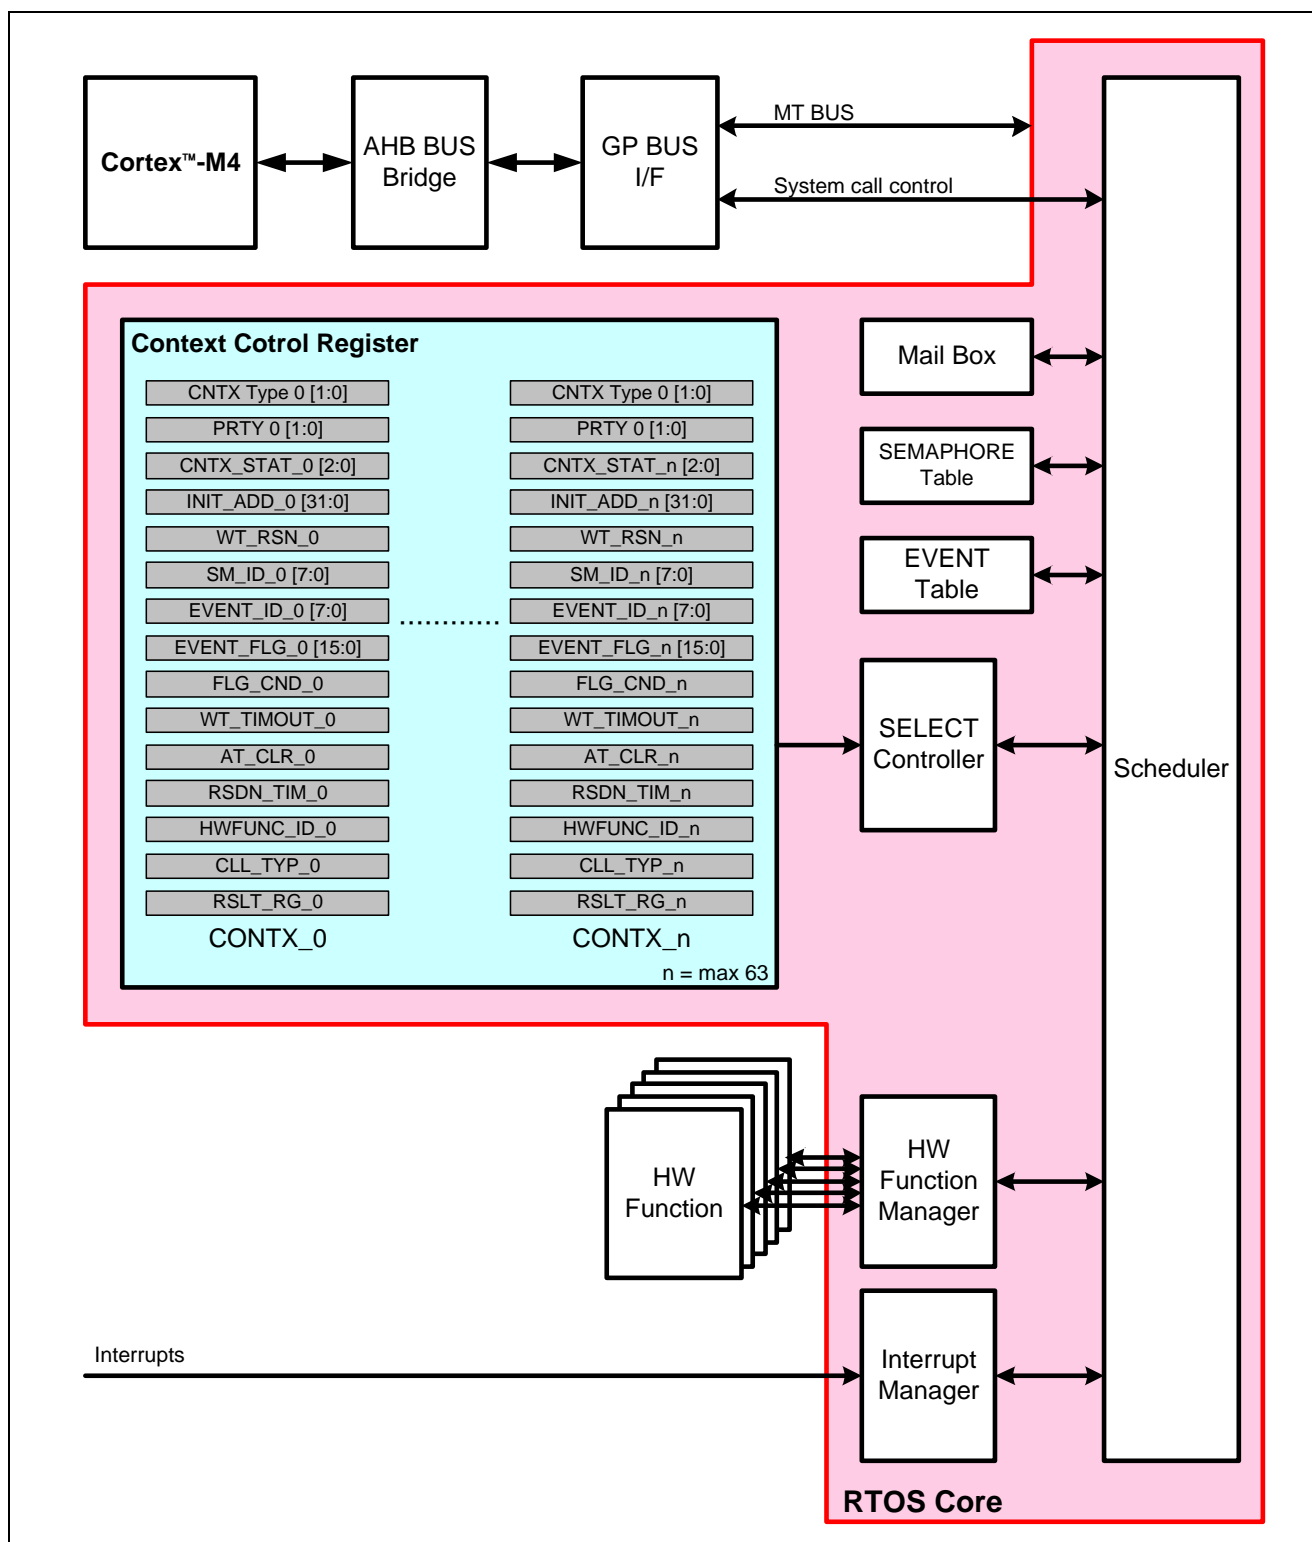 Cortex™-M4
AHB BUS
Bridge
GP BUS
I/F
MT BUS
System call control
Context Cotrol Register
CNTX Type 0 [1:0]
PRTY 0 [1:0]
CNTX_STAT_0 [2:0]
INIT_ADD_0 [31:0]
WT_RSN_0
SM_ID_0 [7:0]
EVENT_ID_0 [7:0]
EVENT_FLG_0 [15:0]
FLG_CND_0
WT_TIMOUT_0
AT_CLR_0
RSDN_TIM_0
HWFUNC_ID_0
CLL_TYP_0
RSLT_RG_0
CONTX_0
............
CNTX Type 0 [1:0]
PRTY 0 [1:0]
CNTX_STAT_n [2:0]
INIT_ADD_n [31:0]
WT_RSN_n
SM_ID_n [7:0]
EVENT_ID_n [7:0]
EVENT_FLG_n [15:0]
FLG_CND_n
WT_TIMOUT_n
AT_CLR_n
RSDN_TIM_n
HWFUNC_ID_n
CLL_TYP_n
RSLT_RG_n
CONTX_n
n = max 63
Mail Box
SEMAPHORE
Table
EVENT
Table
SELECT
Controller
Scheduler
HW
Function
HW
Function
Manager
Interrupts
Interrupt
Manager
RTOS Core